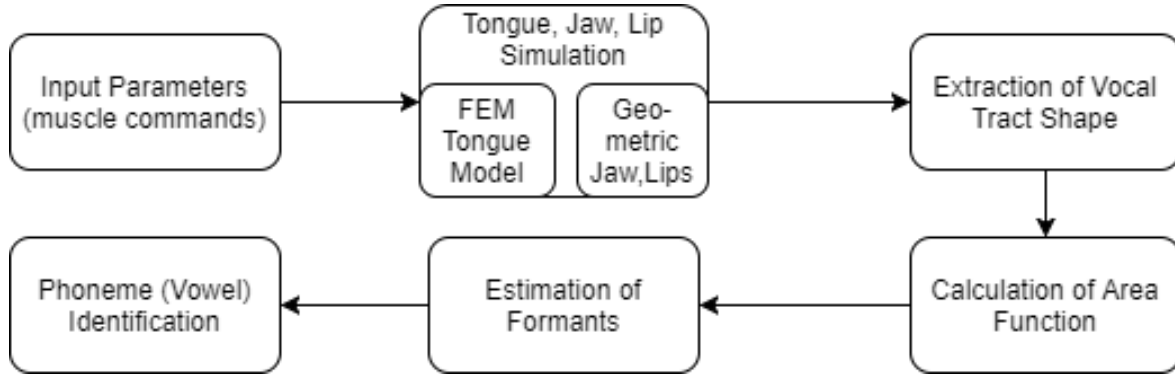 Input Parameters
(muscle commands)
Tongue, Jaw, Lip
Simulation
FEM
Tongue
Model
Geo-
metric
Jaw,Lips
Extraction of Vocal
Tract Shape
Calculation of Area
Function
Estimation of
Formants
Phoneme (Vowel)
Identification